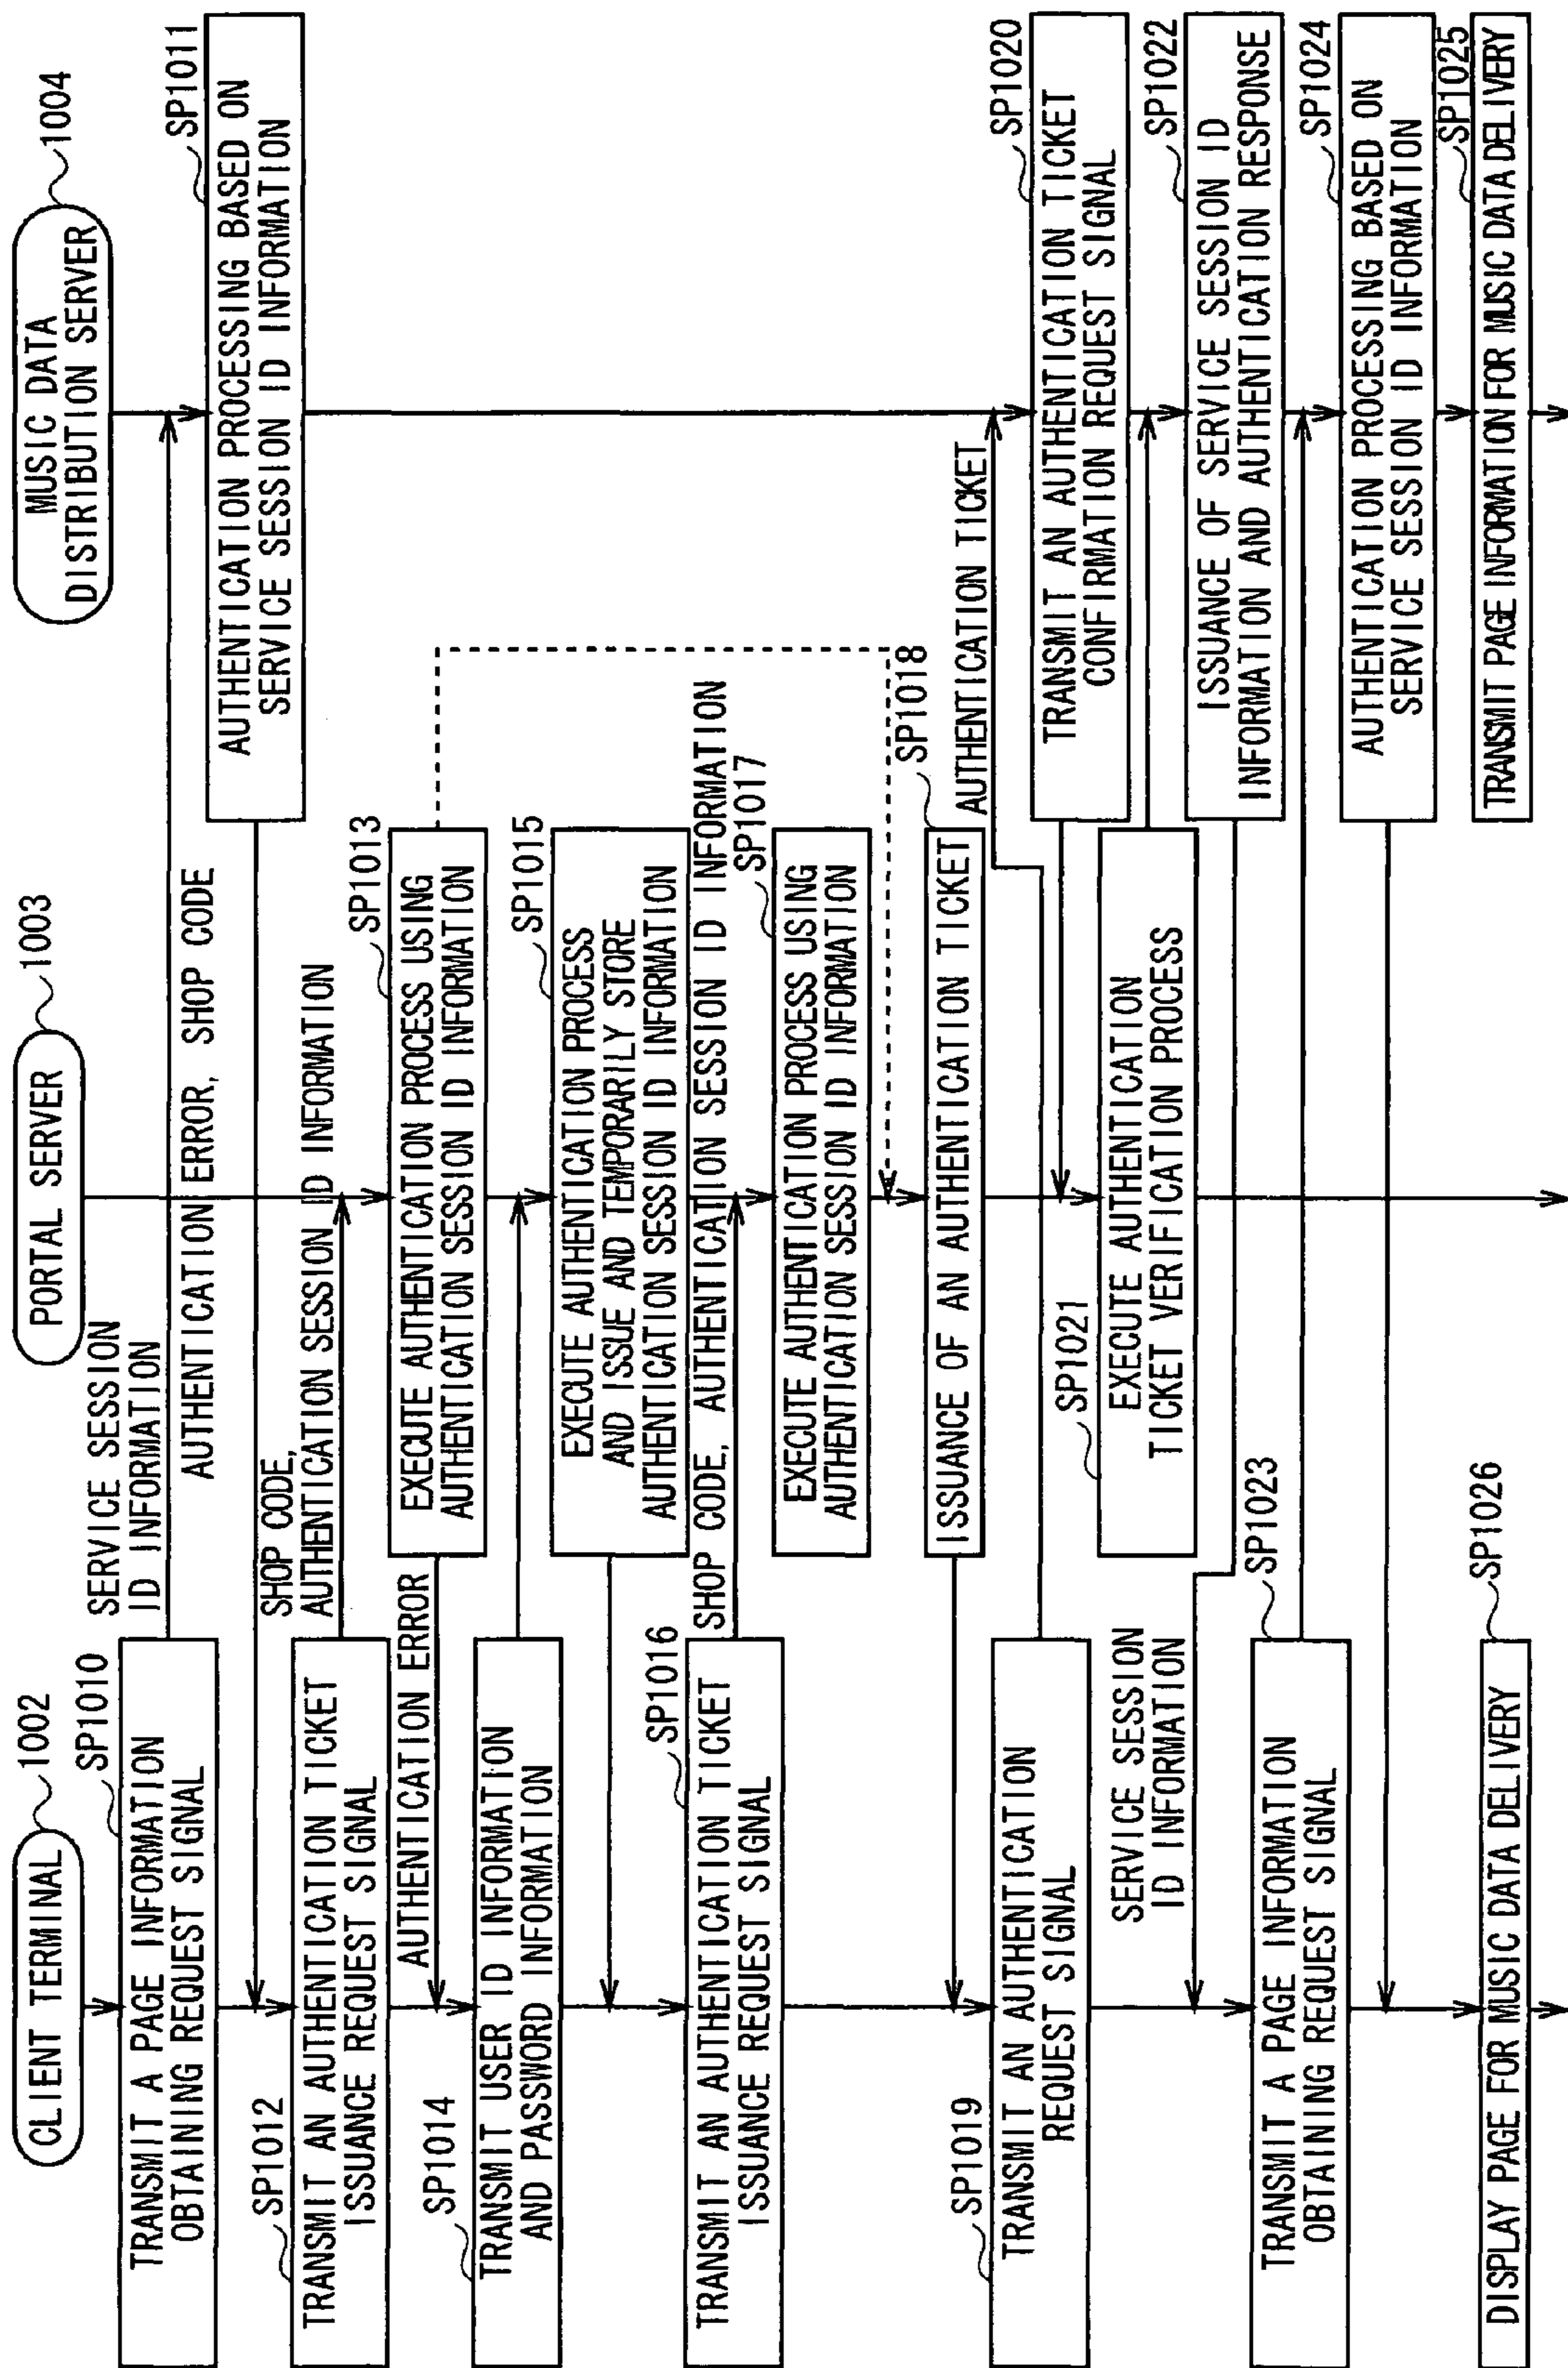 CLIENT TERMINAL
1002
SP1010
TRANSMIT A PAGE INFORMATION
OBTAINING REQUEST SIGNAL
SERVICE SESSION
ID INFORMATION
AUTHENTICATION ERROR, SHOP CODE
SP1012
TRANSMIT AN AUTHENTICATION TICKET
ISSUANCE REQUEST SIGNAL
SHOP CODE,
AUTHENTICATION SESSION ID INFORMATION
AUTHENTICATION ERROR
SP1014
TRANSMIT USER ID INFORMATION
AND PASSWORD INFORMATION
SP1016
TRANSMIT AN AUTHENTICATION TICKET
ISSUANCE REQUEST SIGNAL
SHOP CODE, AUTHENTICATION SESSION ID INFORMATION
SP1019
TRANSMIT AN AUTHENTICATION
REQUEST SIGNAL
SERVICE SESSION
ID INFORMATION
SP1023
TRANSMIT A PAGE INFORMATION
OBTAINING REQUEST SIGNAL
SP1026
DISPLAY PAGE FOR MUSIC DATA DELIVERY
PORTAL SERVER
1003
SP1013
EXECUTE AUTHENTICATION PROCESS USING
AUTHENTICATION SESSION ID INFORMATION
SP1015
EXECUTE AUTHENTICATION PROCESS
AND ISSUE AND TEMPORARILY STORE
AUTHENTICATION SESSION ID INFORMATION
SP1017
EXECUTE AUTHENTICATION PROCESS USING
AUTHENTICATION SESSION ID INFORMATION
SP1018
ISSUANCE OF AN AUTHENTICATION TICKET
AUTHENTICATION TICKET
SP1021
EXECUTE AUTHENTICATION
TICKET VERIFICATION PROCESS
MUSIC DATA
DISTRIBUTION SERVER
1004
SP1011
AUTHENTICATION PROCESSING BASED ON
SERVICE SESSION ID INFORMATION
SP1020
TRANSMIT AN AUTHENTICATION TICKET
CONFIRMATION REQUEST SIGNAL
SP1022
ISSUANCE OF SERVICE SESSION ID
INFORMATION AND AUTHENTICATION RESPONSE
SP1024
AUTHENTICATION PROCESSING BASED ON
SERVICE SESSION ID INFORMATION
SP1025
TRANSMIT PAGE INFORMATION FOR MUSIC DATA DELIVERY